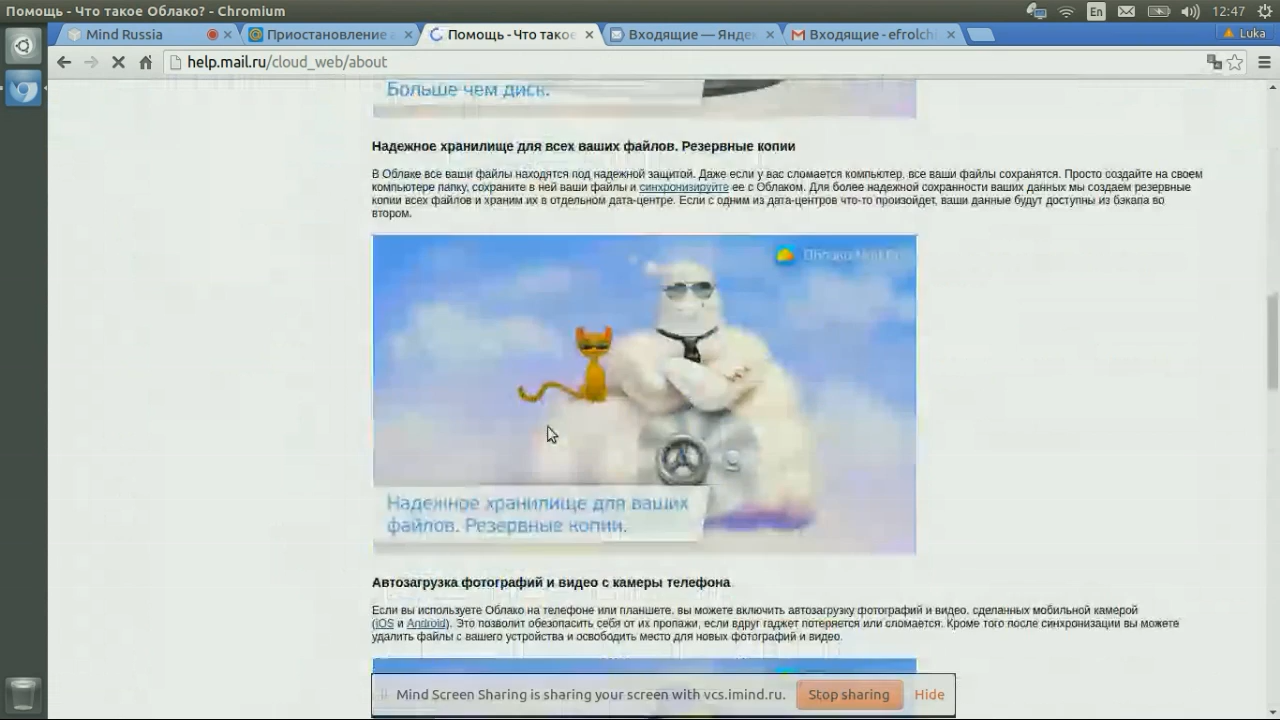 Помощь - Что такое Облако? - Chromium
En
12:47
Mind Russia
Приостановление
Помощь - Что такое
Входящие — Янде
Входящие - efrolch
Luka
help.mail.ru/cloud_web/about
Больше чем диск.
Надежное хранилище для всех ваших файлов. Резервные копии
В Облаке все ваши файлы находятся под надежной защитой. Даже если у вас сломается компьютер, все ваши файлы сохранятся. Просто создайте на своем
компьютере папку, сохраните в ней ваши файлы и синхронизируйте ее с Облаком. Для более надежной сохранности ваших данных мы создаем резервные
копии всех файлов и храним их в отдельном дата-центре. Если с одним из дата-центров что-то произойдет, ваши данные будут доступны из бэкапа во
втором.
Надежное хранилище для ваших
файлов. Резервные копии.
Автозагрузка фотографий и видео с камеры телефона
Если вы используете Облако на телефоне или планшете, вы можете включить автозагрузку фотографий и видео, сделанных мобильной камерой
(iOS и Android). Это позволит обезопасить себя от их пропажи, если вдруг гаджет потеряется или сломается. Кроме того после синхронизации вы можете
удалить файлы с вашего устройства и освободить место для новых фотографий и видео.
Mind Screen Sharing is sharing your screen with vcs.imind.ru.
Stop sharing
Hide